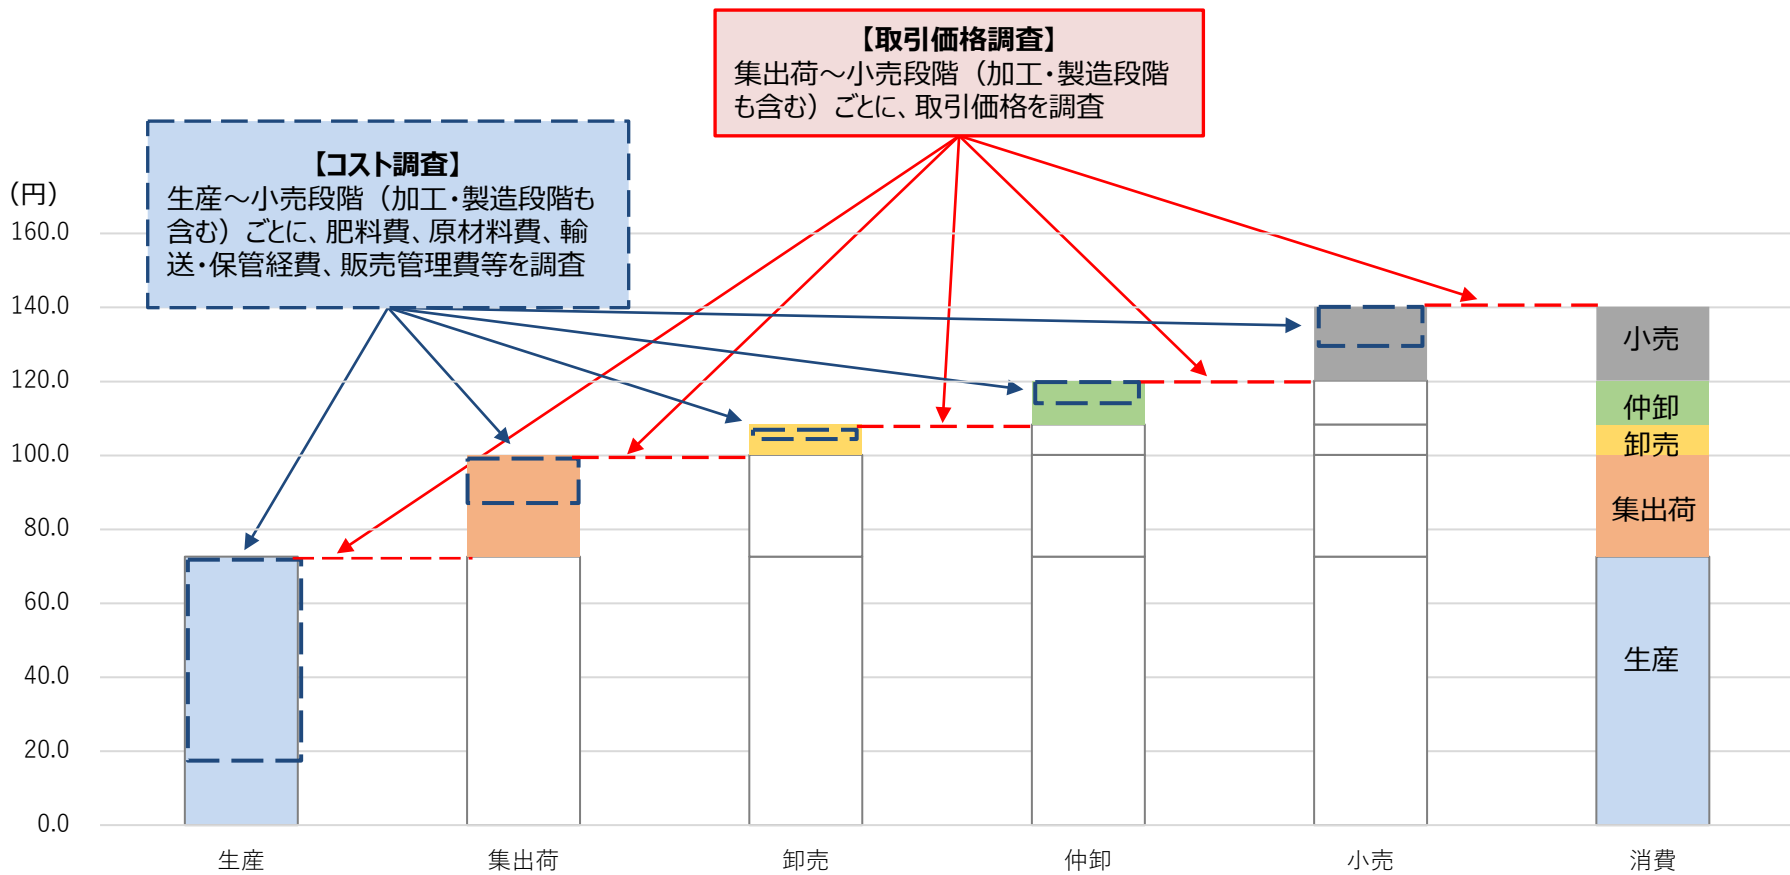 【取引価格調査】
集出荷～小売段階（加工・製造段階
も含む）ごとに、取引価格を調査
【コスト調査】
生産～小売段階（加工・製造段階も
含む）ごとに、肥料費、原材料費、輸
送・保管経費、販売管理費等を調査
（円）
160.0
140.0
120.0
100.0
80.0
60.0
40.0
20.0
0.0
小売
仲卸
卸売
集出荷
生産
生産
集出荷
卸売
仲卸
小売
消費